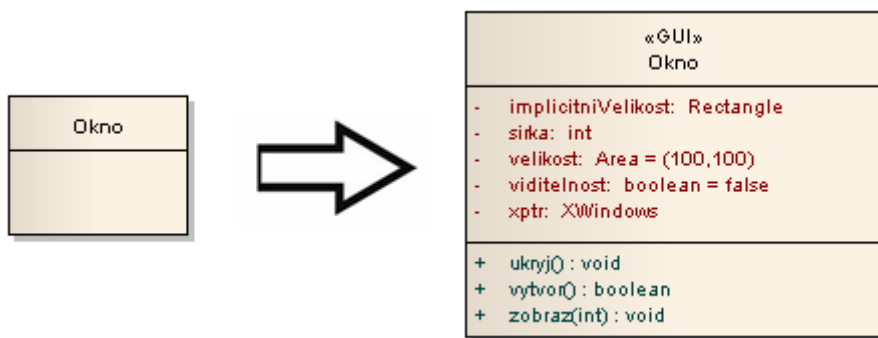 Okno
«GUI»
Okno
- implicitniVelikost: Rectangle
- sirka: int
- velikost: Area = (100,100)
- viditelnost: boolean = false
- xptr: XWindows
+ ukryj() : void
+ vytvor() : boolean
+ zobraz(int) : void